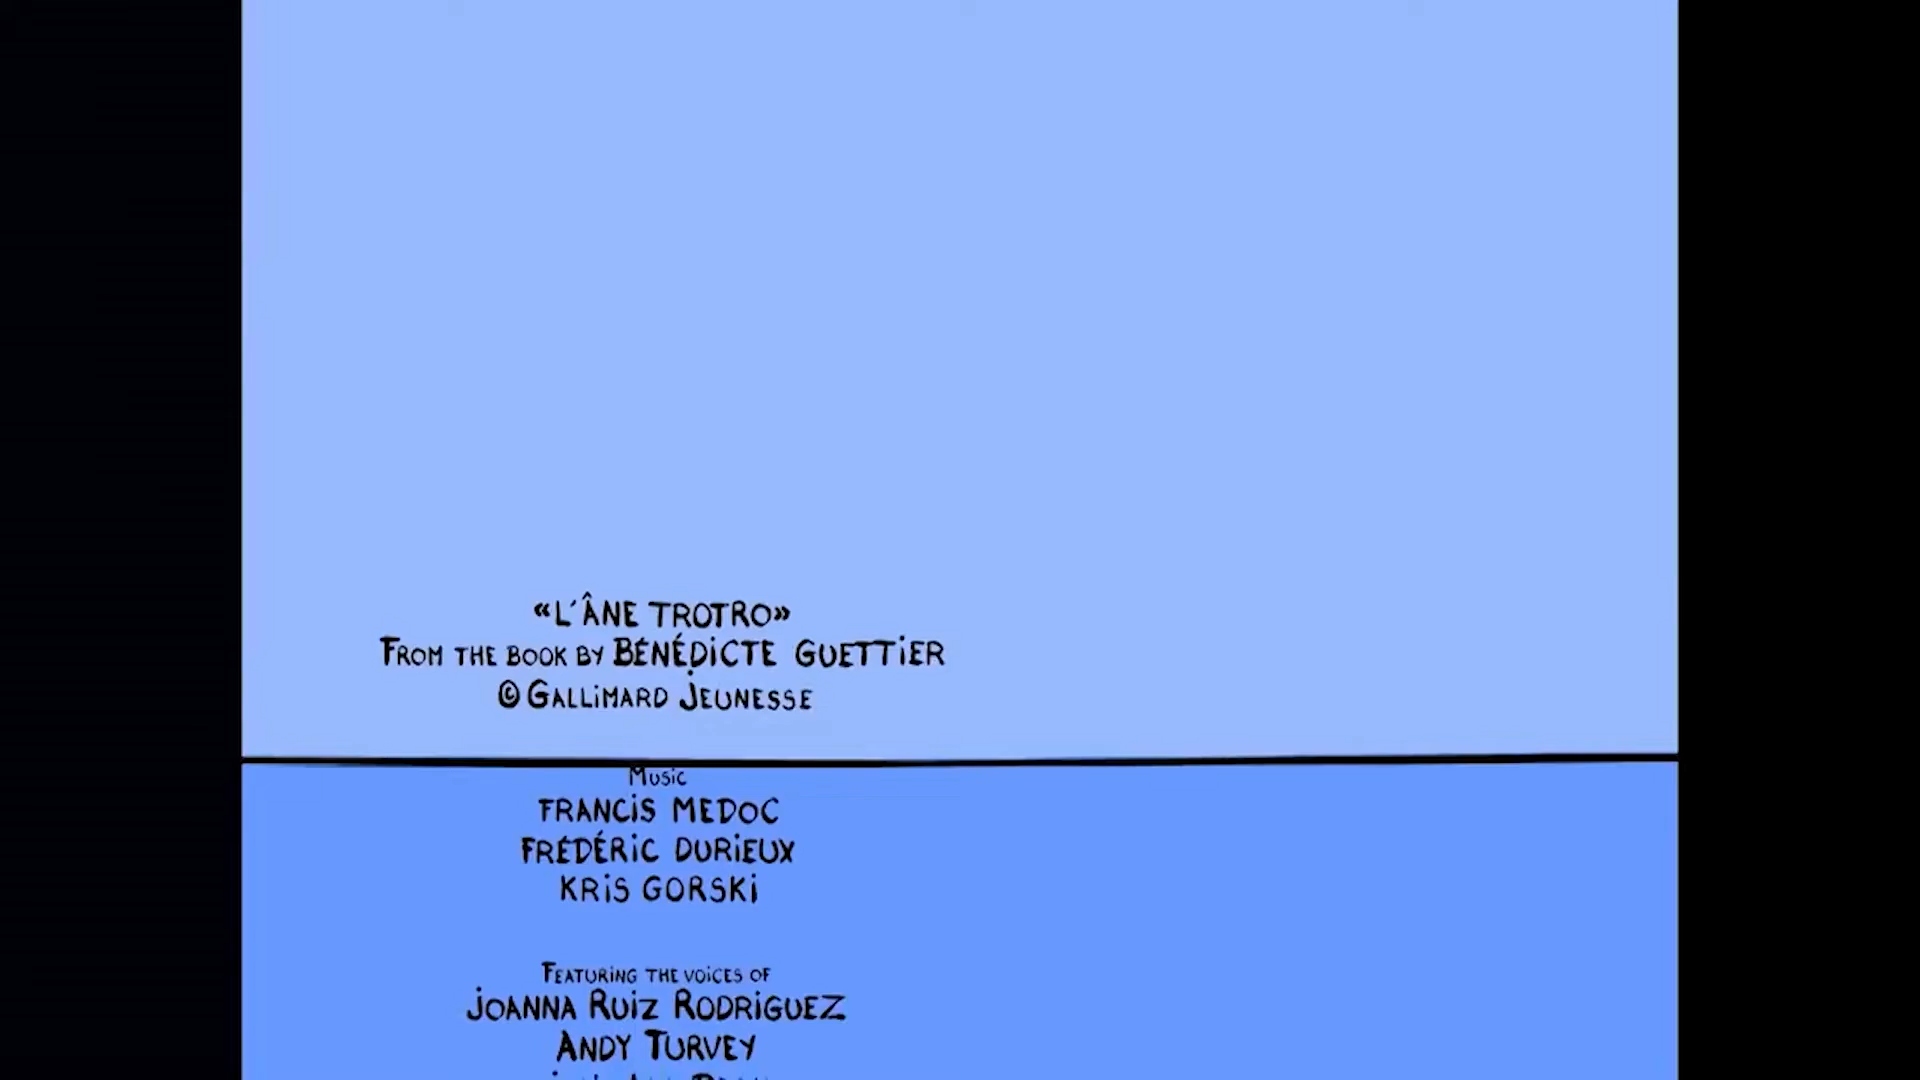 «L'ÂNE TROTRO»
FROM THE BOOK BY BÉNÉDICTE GUETTIER
© GALLIMARD JEUNESSE
MUSIC
FRANCIS MEDOC
FRÉDÉRIC DURIEUX
KRIS GORSKI
FEATURING THE VOICES OF
JOANNA RUIZ RODRIGUEZ
ANDY TURVEY